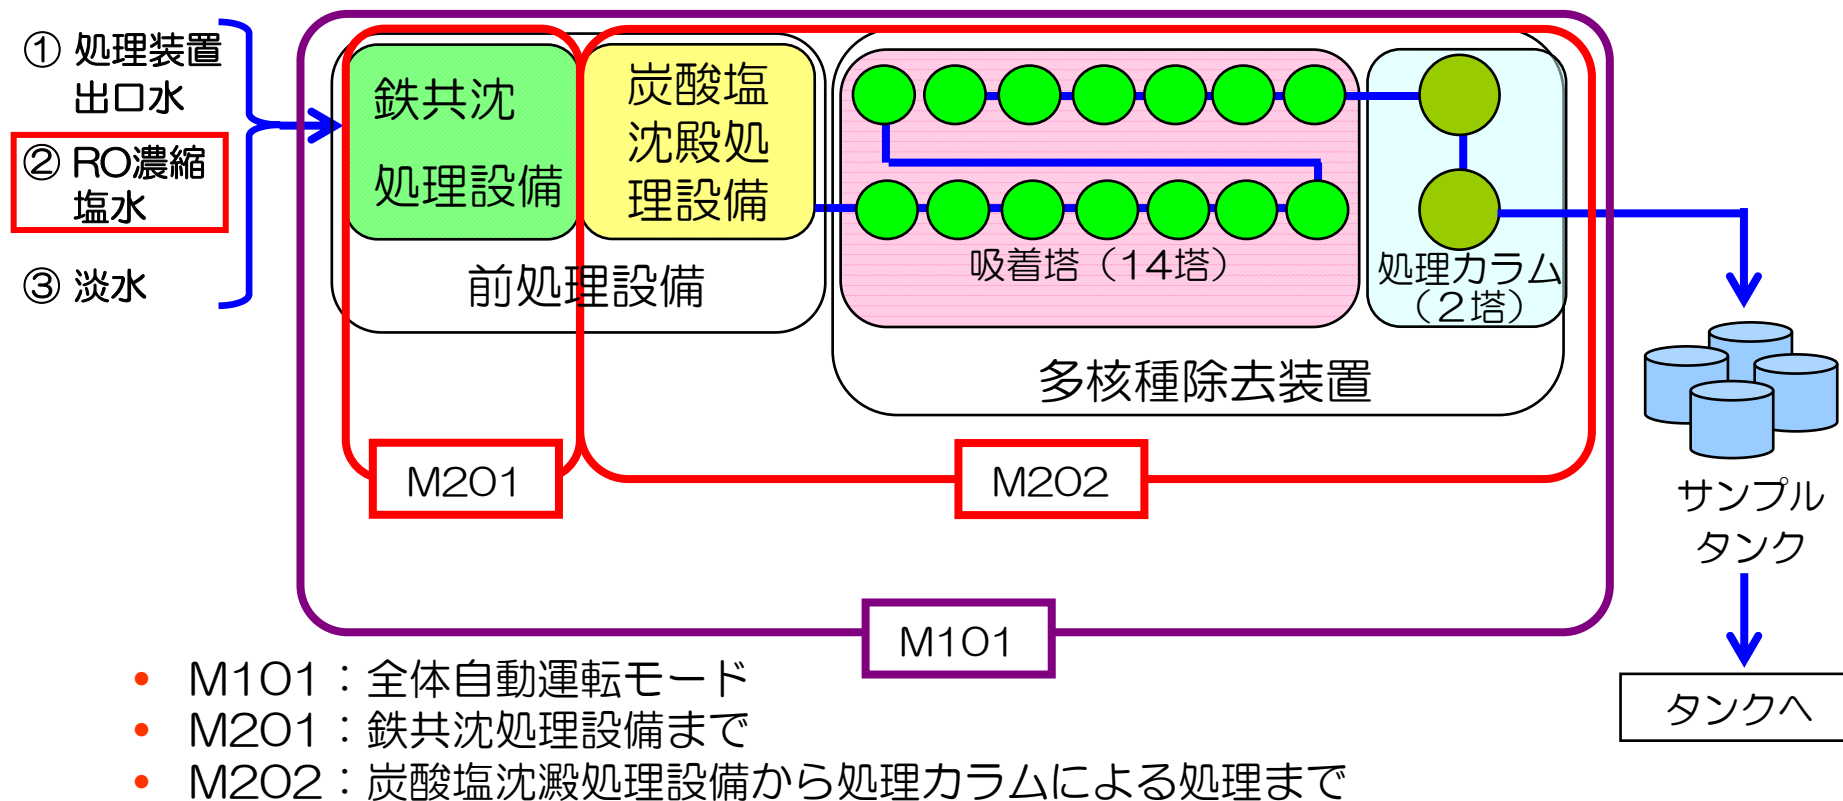 ① 処理装置
出口水
② RO濃縮
塩水
③ 淡水
鉄共沈
処理設備
炭酸塩
沈殿処
理設備
前処理設備
吸着塔（14塔）
処理カラム
（2塔）
多核種除去装置
M201
M202
M101
サンプル
タンク
タンクへ
• M101：全体自動運転モード
• M201：鉄共沈処理設備まで
• M202：炭酸塩沈澱処理設備から処理カラムによる処理まで